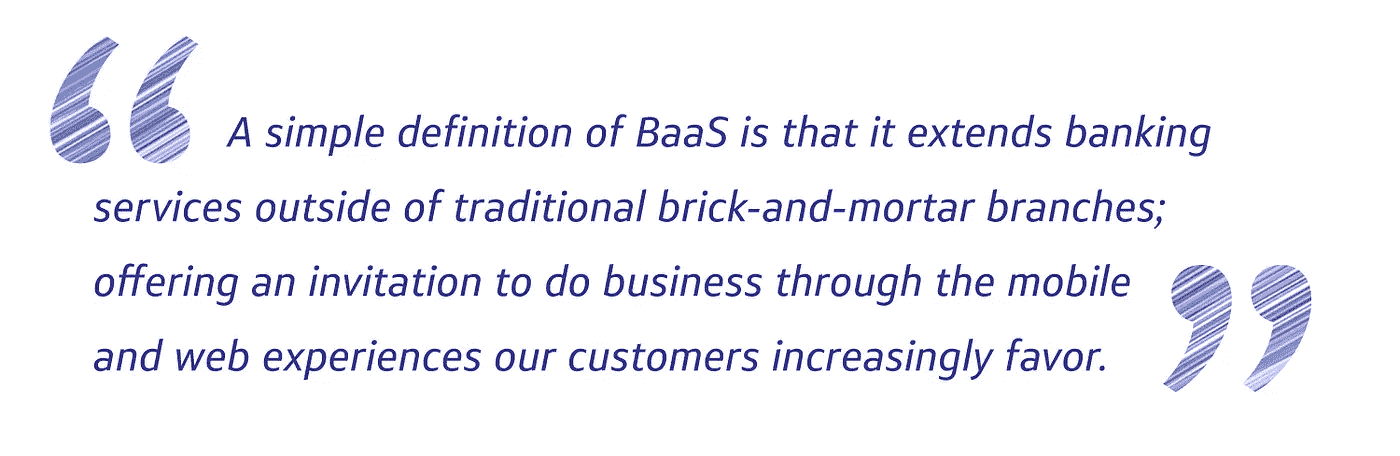 “ A simple definition of BaaS is that it extends banking
services outside of traditional brick-and-mortar branches;
offering an invitation to do business through the mobile
and web experiences our customers increasingly favor. ”